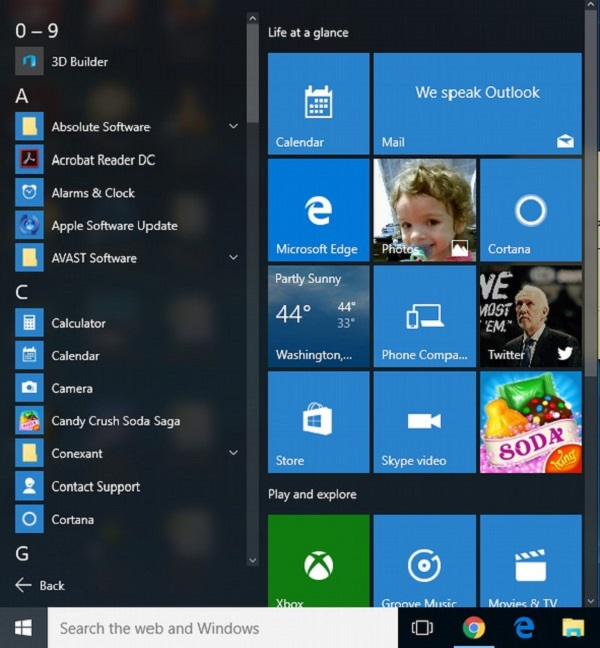 0 – 9
3D Builder
A
Absolute Software
Acrobat Reader DC
Alarms & Clock
Apple Software Update
AVAST Software
C
Calculator
Calendar
Camera
Candy Crush Soda Saga
Conexant
Contact Support
Cortana
G
Back
Life at a glance
Calendar
We speak Outlook
Mail
Microsoft Edge
Photos
Cortana
Partly Sunny
44° 44°
33°
Washington,...
Phone Compa...
MOST
EM."
Twitter
Store
Skype video
SODA
King
Play and explore
Xbox
Groove Music
Movies & TV
Search the web and Windows